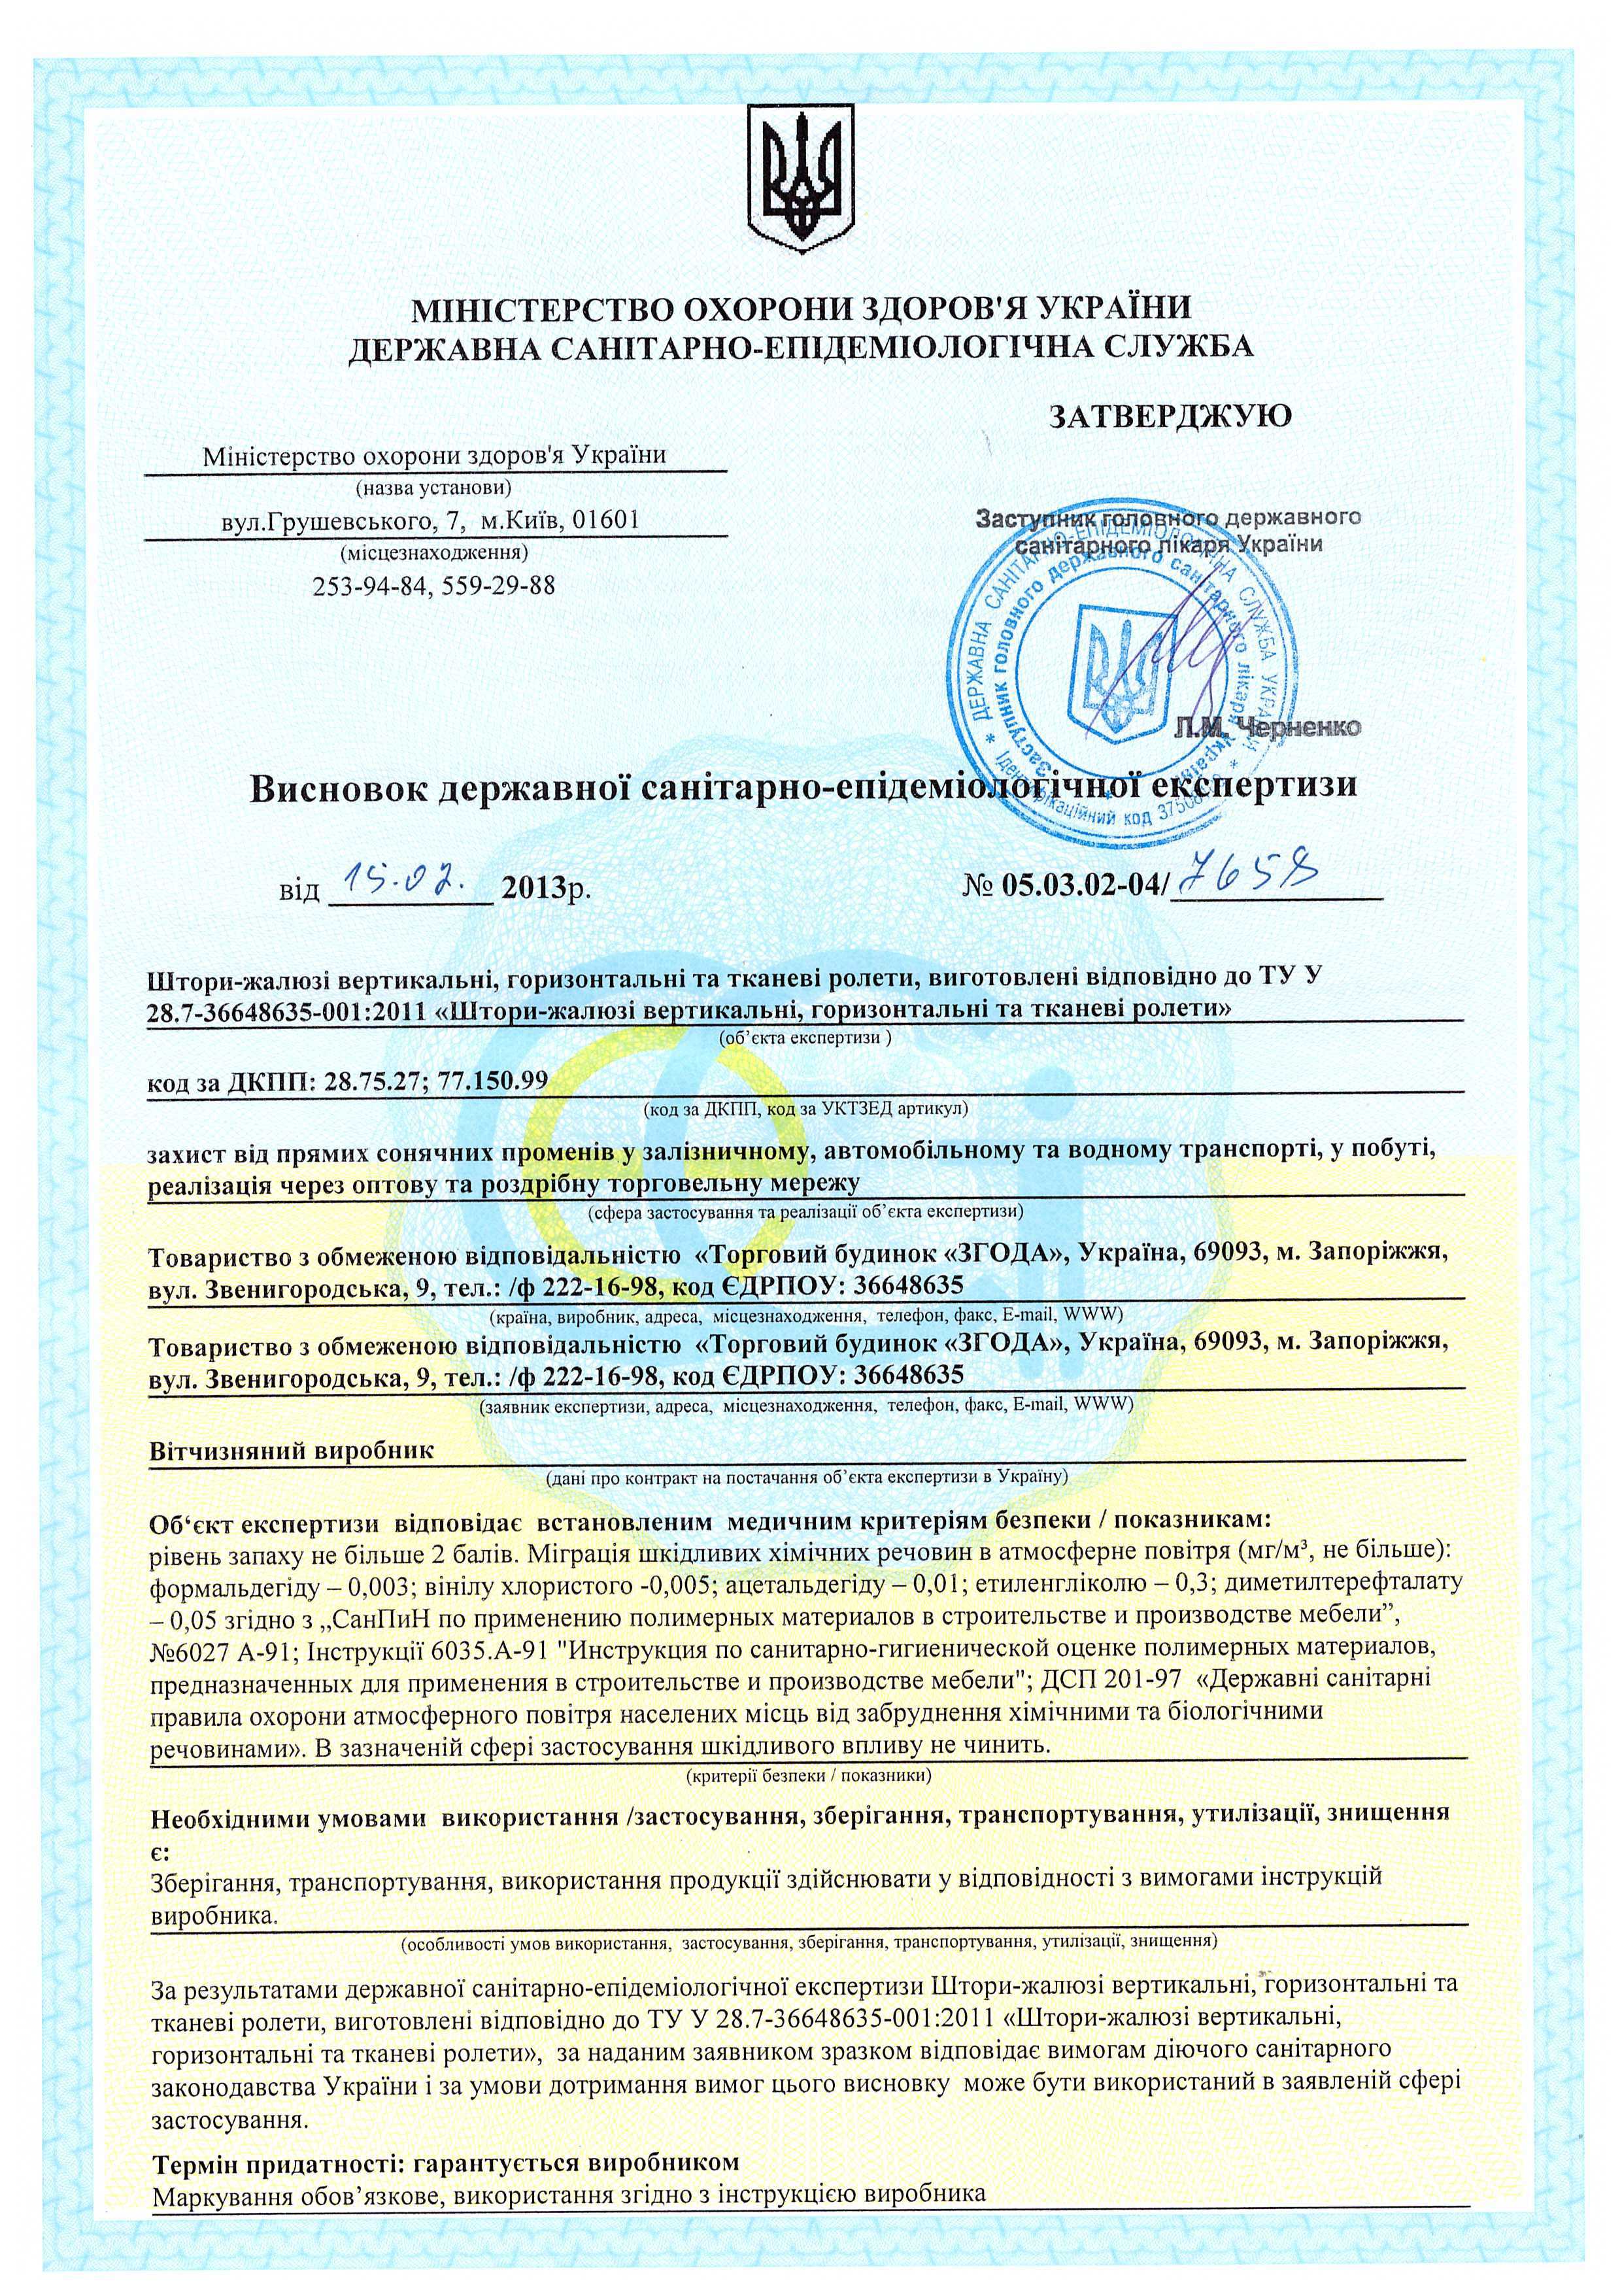 МІНІСТЕРСТВО ОХОРОНИ ЗДОРОВ'Я УКРАЇНИ
ДЕРЖАВНА САНІТАРНО-ЕПІДЕМІОЛОГІЧНА СЛУЖБА
ЗАТВЕРДЖУЮ
Міністерство охорони здоров'я України
(назва установи)
вул.Грушевського, 7, м.Київ, 01601
(місцезнаходження)
253-94-84, 559-29-88
Заступник головного державного
санітарного лікаря України
ДЕРЖАВНА САНІТАРНО-ЕПІДЕМІОЛОГІЧНА СЛУЖБА УКРАЇНИ
Заступник головного державного санітарного лікаря України
Ідентифікаційний код
Л.М. Черненко
Висновок державної санітарно-епідеміологічної експертизи
від 15.02. 2013р.
№ 05.03.02-04/
Штори-жалюзі вертикальні, горизонтальні та тканеві ролети, виготовлені відповідно до ТУ У
28.7-36648635-001:2011 «Штори-жалюзі вертикальні, горизонтальні та тканеві ролети»
(об’єкта експертизи )
код за ДКПП: 28.75.27; 77.150.99
(код за ДКПП, код за УКТЗЕД артикул)
захист від прямих сонячних променів у залізничному, автомобільному та водному транспорті, у побуті,
реалізація через оптову та роздрібну торговельну мережу
(сфера застосування та реалізації об’єкта експертизи)
Товариство з обмеженою відповідальністю «Торговий будинок «ЗГОДА», Україна, 69093, м. Запоріжжя,
вул. Звенигородська, 9, тел.: /ф 222-16-98, код ЄДРПОУ: 36648635
(країна, виробник, адреса, місцезнаходження, телефон, факс, E-mail, WWW)
Товариство з обмеженою відповідальністю «Торговий будинок «ЗГОДА», Україна, 69093, м. Запоріжжя,
вул. Звенигородська, 9, тел.: /ф 222-16-98, код ЄДРПОУ: 36648635
(заявник експертизи, адреса, місцезнаходження, телефон, факс, E-mail, WWW)
Вітчизняний виробник
(дані про контракт на постачання об’єкта експертизи в Україну)
Об‘єкт експертизи відповідає встановленим медичним критеріям безпеки / показникам:
рівень запаху не більше 2 балів. Міграція шкідливих хімічних речовин в атмосферне повітря (мг/м³, не більше):
формальдегіду – 0,003; вінілу хлористого -0,005; ацетальдегіду – 0,01; етиленгліколю – 0,3; диметилтерефталату
– 0,05 згідно з „СанПиН по применению полимерных материалов в строительстве и производстве мебели”,
№6027 А-91; Інструкції 6035.А-91 "Инструкция по санитарно-гигиенической оценке полимерных материалов,
предназначенных для применения в строительстве и производстве мебели"; ДСП 201-97 «Державні санітарні
правила охорони атмосферного повітря населених місць від забруднення хімічними та біологічними
речовинами». В зазначеній сфері застосування шкідливого впливу не чинить.
(критерії безпеки / показники)
Необхідними умовами використання /застосування, зберігання, транспортування, утилізації, знищення
є:
Зберігання, транспортування, використання продукції здійснювати у відповідності з вимогами інструкцій
виробника.
(особливості умов використання, застосування, зберігання, транспортування, утилізації, знищення)
За результатами державної санітарно-епідеміологічної експертизи Штори-жалюзі вертикальні, горизонтальні та
тканеві ролети, виготовлені відповідно до ТУ У 28.7-36648635-001:2011 «Штори-жалюзі вертикальні,
горизонтальні та тканеві ролети», за наданим заявником зразком відповідає вимогам діючого санітарного
законодавства України і за умови дотримання вимог цього висновку може бути використаний в заявленій сфері
застосування.
Термін придатності: гарантується виробником
Маркування обов’язкове, використання згідно з інструкцією виробника